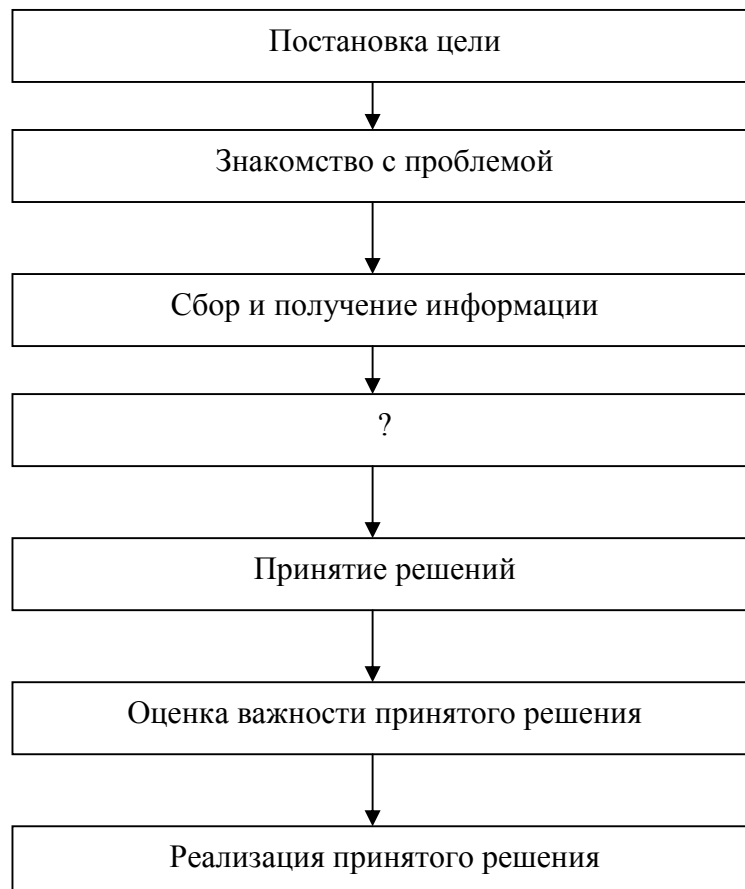 Постановка цели
Знакомство с проблемой
Сбор и получение информации
?
Принятие решений
Оценка важности принятого решения
Реализация принятого решения